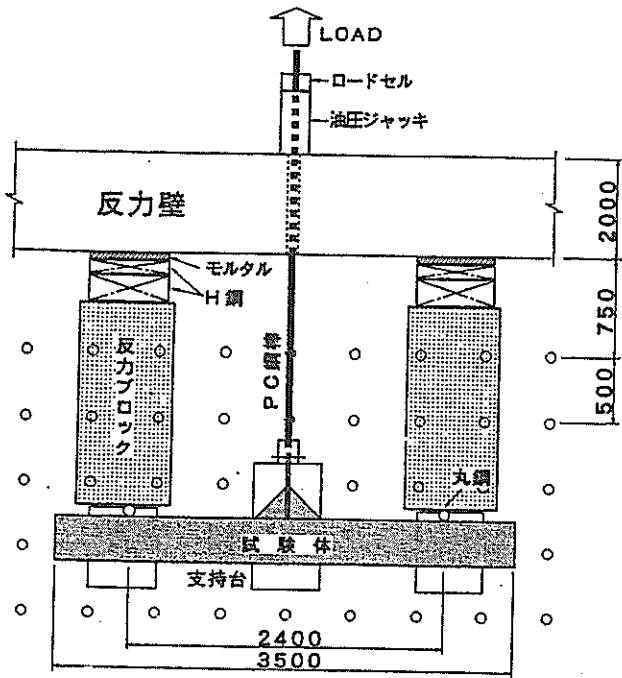 LOAD
ロードセル
油圧ジャッキ
反力壁
モルタル
H鋼
2000
750
500
反力ブロック
PC鋼棒
丸鋼
試験体
支持台
2400
3500